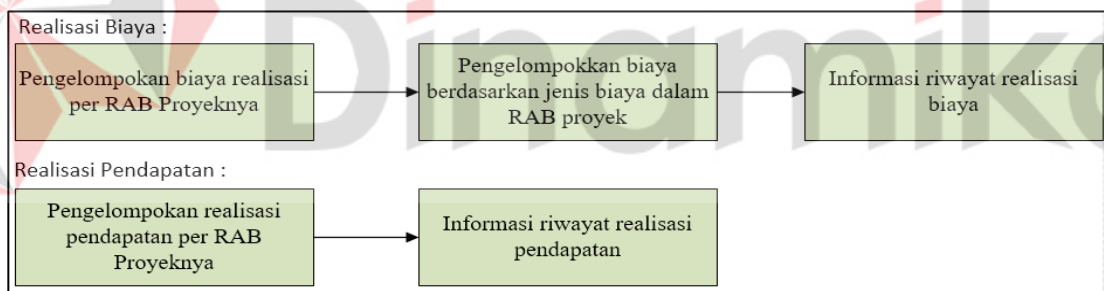 Dinamika
Realisasi Biaya :
Pengelompokan biaya realisasi
per RAB Proyeknya
Pengelompokkan biaya
berdasarkan jenis biaya dalam
RAB proyek
Informasi riwayat realisasi
biaya
Realisasi Pendapatan :
Pengelompokan realisasi
pendapatan per RAB
Proyeknya
Informasi riwayat realisasi
pendapatan